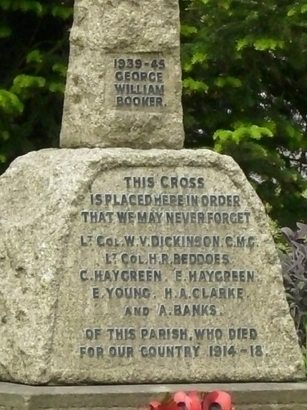 1939-45
GEORGE
WILLIAM
BOOKER.
THIS CROSS
IS PLACED HERE IN ORDER
THAT WE MAY NEVER FORGET
LT COL. W. V. DICKINSON, C.M.G.
LT COL. H. R. BEDDOES.
C. HAYGREEN. E. HAYGREEN.
E. YOUNG. H. A. CLARKE.
AND A. BANKS.
OF THIS PARISH, WHO DIED
FOR OUR COUNTRY 1914-18.